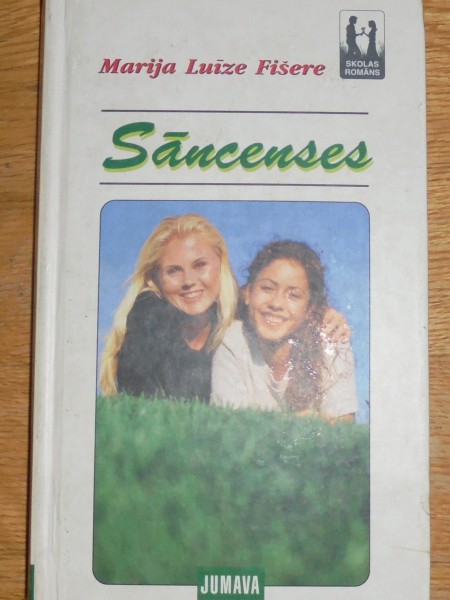 Marija Luīze Fišere
SKOLAS
ROMĀNS
Sāncenses
JUMAVA